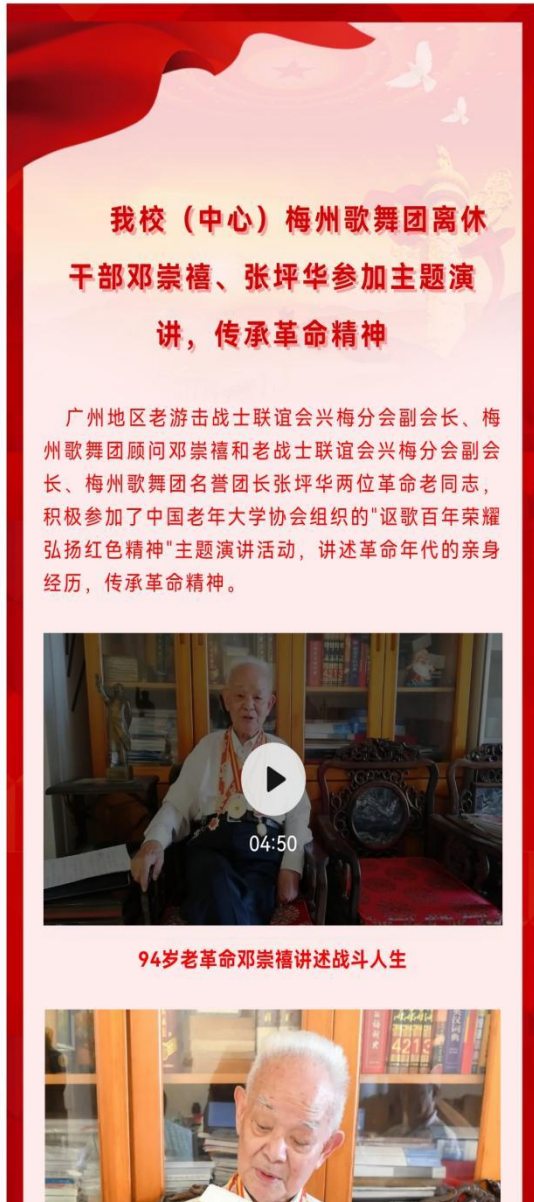 我校（中心）梅州歌舞团离休
干部邓崇禧、张坪华参加主题演
讲，传承革命精神
广州地区老游击战士联谊会兴梅分会副会长、梅
州歌舞团顾问邓崇禧和老战士联谊会兴梅分会副会
长、梅州歌舞团名誉团长张坪华两位革命老同志，
积极参加了中国老年大学协会组织的"讴歌百年荣耀
弘扬红色精神"主题演讲活动，讲述革命年代的亲身
经历，传承革命精神。
04:50
94岁老革命邓崇禧讲述战斗人生
4213